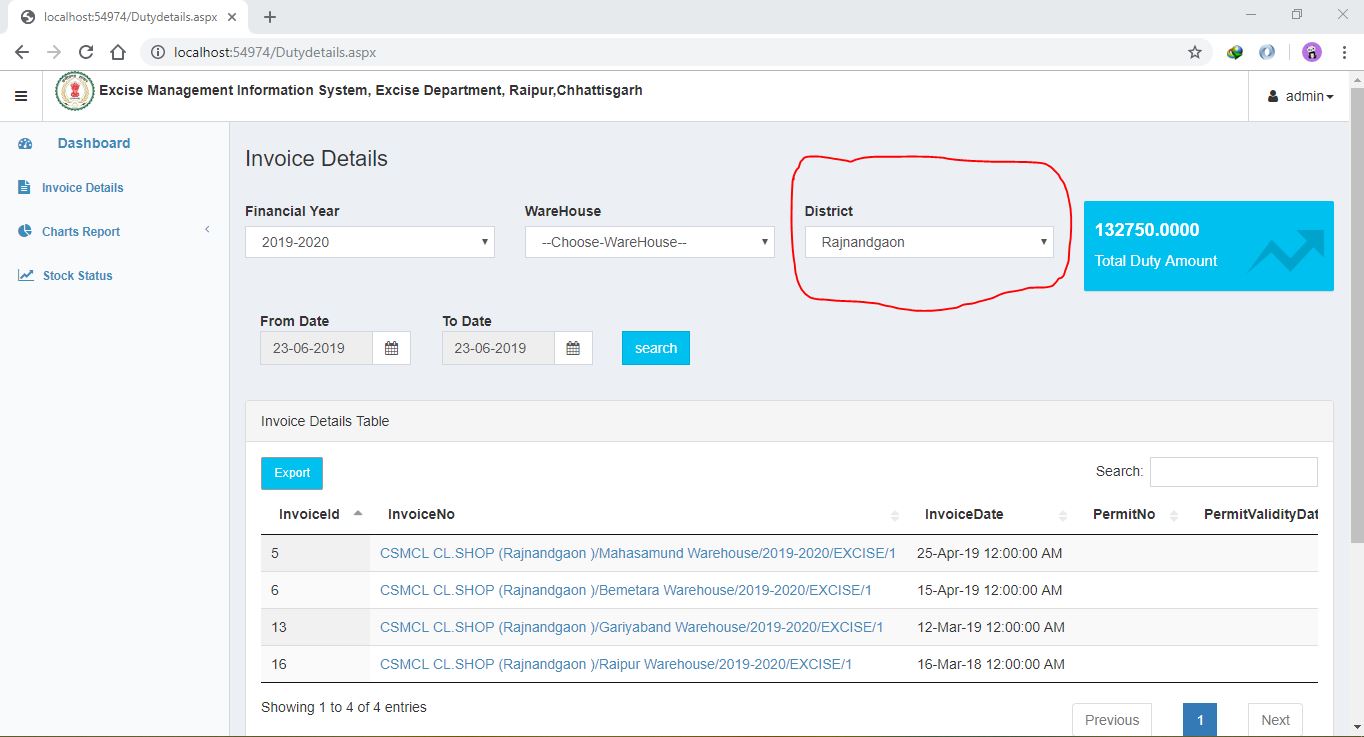 localhost:54974/Dutydetails.aspx
localhost:54974/Dutydetails.aspx
Excise Management Information System, Excise Department, Raipur,Chhattisgarh
admin
Dashboard
Invoice Details
Charts Report
Stock Status
Invoice Details
Financial Year WareHouse District
2019-2020 --Choose-WareHouse-- Rajnandgaon
132750.0000
Total Duty Amount
From Date To Date
23-06-2019 23-06-2019 search
Invoice Details Table
Export Search:
InvoiceId InvoiceNo InvoiceDate PermitNo PermitValidityDat
5 CSMCL CL.SHOP (Rajnandgaon )/Mahasamund Warehouse/2019-2020/EXCISE/1 25-Apr-19 12:00:00 AM
6 CSMCL CL.SHOP (Rajnandgaon )/Bemetara Warehouse/2019-2020/EXCISE/1 15-Apr-19 12:00:00 AM
13 CSMCL CL.SHOP (Rajnandgaon )/Gariyaband Warehouse/2019-2020/EXCISE/1 12-Mar-19 12:00:00 AM
16 CSMCL CL.SHOP (Rajnandgaon )/Raipur Warehouse/2019-2020/EXCISE/1 16-Mar-18 12:00:00 AM
Showing 1 to 4 of 4 entries
Previous 1 Next